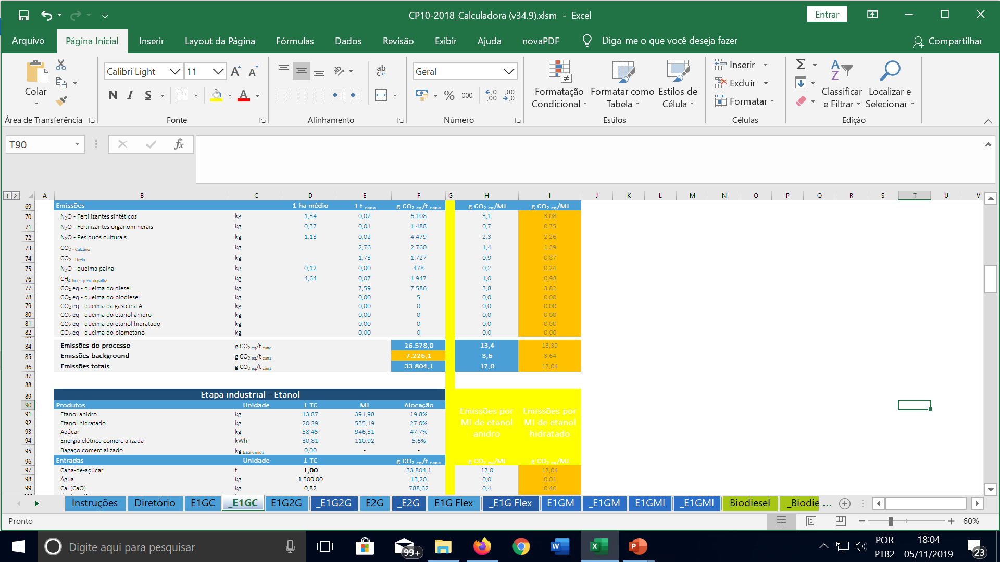 CP10-2018_Calculadora (v34.9).xlsm - Excel
Entrar
Arquivo Página Inicial Inserir Layout da Página Fórmulas Dados Revisão Exibir Ajuda novaPDF Diga-me o que você deseja fazer Compartilhar
Colar
Área de Transferência
Calibri Light 11
N I S
Fonte
ab
Alinhamento
Geral
% 000
Número
Formatação Condicional
Formatar como Tabela
Estilos de Célula
Estilos
Inserir
Excluir
Formatar
Células
Classificar e Filtrar
Localizar e Selecionar
Edição
T90 fx
1 2
A B C D E F G H I J K L M N O P Q R S T U V
69 Emissões 1 ha médio 1 t cana g CO2 eq/t cana g CO2 eq/MJ g CO2 eq/MJ
70 N2O - Fertilizantes sintéticos kg 1,54 0,02 6.108 3,1 3,08
71 N2O - Fertilizantes organominerais kg 0,37 0,01 1.488 0,7 0,75
72 N2O - Resíduos culturais kg 1,13 0,02 4.479 2,3 2,26
73 CO2 - Calcário kg 2,76 2.760 1,4 1,39
74 CO2 - Uréia kg 1,73 1.727 0,9 0,87
75 N2O - queima palha kg 0,12 0,00 478 0,2 0,24
76 CH4 bio - queima palha kg 4,64 0,07 1.947 1,0 0,98
77 CO₂ eq - queima do diesel kg 7,59 7.586 3,8 3,82
78 CO₂ eq - queima do biodiesel kg 0,00 5 0,0 0,00
79 CO₂ eq - queima da gasolina A kg 0,00 0 0,0 0,00
80 CO₂ eq - queima do etanol anidro kg 0,00 0 0,0 0,00
81 CO₂ eq - queima do etanol hidratado kg 0,00 0 0,0 0,00
82 CO₂ eq - queima do biometano kg 0,00 0 0,0 0,00
84 Emissões do processo g CO2 eq/t cana 26.578,0 13,4 13,39
85 Emissões background g CO2 eq/t cana 7.226,1 3,6 3,64
86 Emissões totais g CO2 eq/t cana 33.804,1 17,0 17,04
87
88
89 Etapa industrial - Etanol
90 Produtos Unidade 1 TC MJ Alocação
Emissões por MJ de etanol anidro
Emissões por MJ de etanol hidratado
91 Etanol anidro kg 13,87 391,98 19,8%
92 Etanol hidratado kg 20,29 535,19 27,0%
93 Açúcar kg 58,45 946,31 47,7%
94 Energia elétrica comercializada kWh 30,81 110,92 5,6%
95 Bagaço comercializado kg base úmida 0,00 - -
96 Entradas Unidade 1 TC g CO2 eq/t cana g CO2 eq/MJ g CO2 eq/MJ
97 Cana-de-açúcar t 1,00 33.804,1 17,0 17,04
98 Água kg 1.500,00 13,20 0,0 0,01
99 Cal (CaO) kg 0,82 788,62 0,4 0,40
Instruções Diretório E1GC _E1GC E1G2G _E1G2G E2G _E2G E1G Flex _E1G Flex E1GM _E1GM E1GMI _E1GMI Biodiesel _Biodie ...
Pronto 60%
Digite aqui para pesquisar
99+
POR
PTB2
18:04
05/11/2019
23